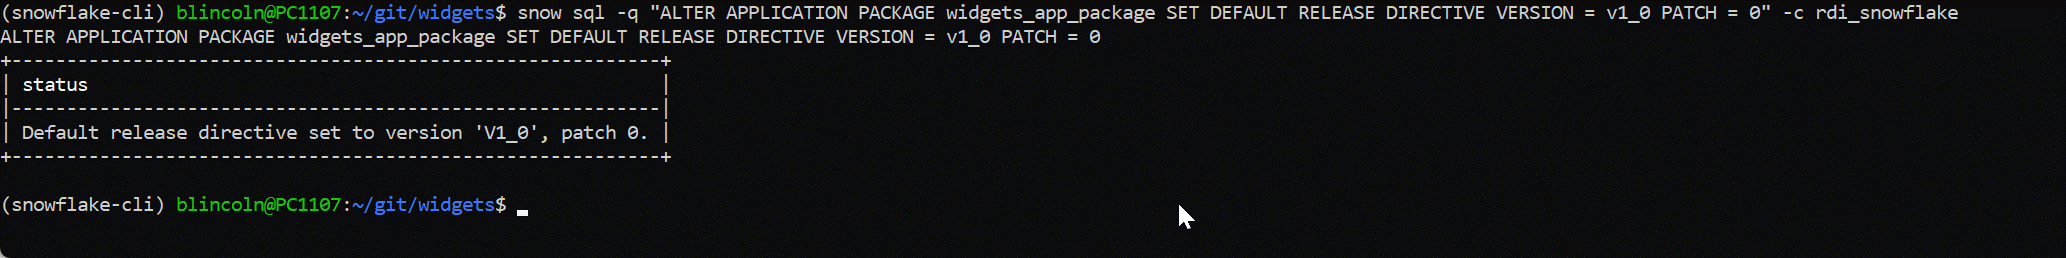 (snowflake-cli) blincoln@PC1107:~/git/widgets$ snow sql -q "ALTER APPLICATION PACKAGE widgets_app_package SET DEFAULT RELEASE DIRECTIVE VERSION = v1_0 PATCH = 0" -c rdi_snowflake
ALTER APPLICATION PACKAGE widgets_app_package SET DEFAULT RELEASE DIRECTIVE VERSION = v1_0 PATCH = 0
+-----------------------------------------------------------+
| status                                                    |
|-----------------------------------------------------------|
| Default release directive set to version 'V1_0', patch 0. |
+-----------------------------------------------------------+
(snowflake-cli) blincoln@PC1107:~/git/widgets$